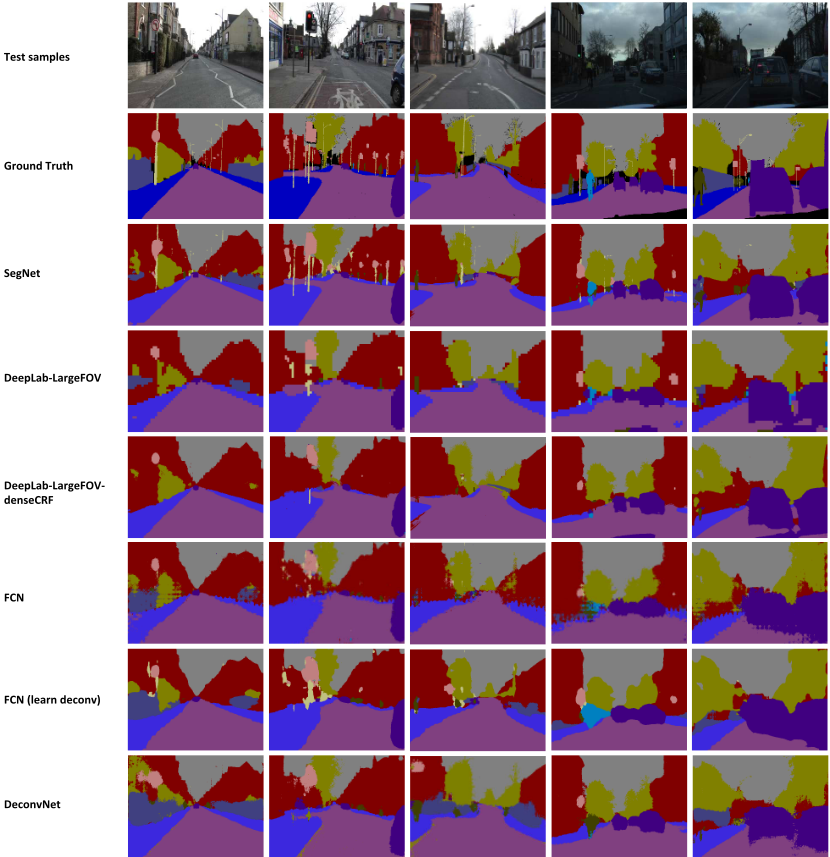 Test samples
Ground Truth
SegNet
DeepLab-LargeFOV
DeepLab-LargeFOV-
denseCRF
FCN
FCN (learn deconv)
DeconvNet